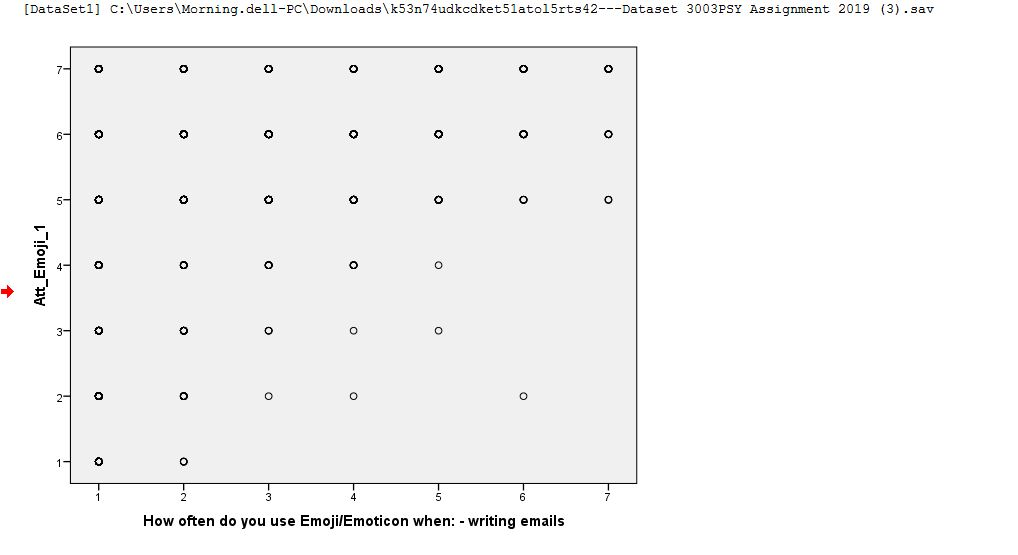 [DataSet1] C:\Users\Morning.dell-PC\Downloads\k53n74udkcdket51atol5rts42---Dataset 3003PSY Assignment 2019 (3).sav
7
6
5
4
3
2
1
Att_Emoji_1
1 2 3 4 5 6 7
How often do you use Emoji/Emoticon when: - writing emails